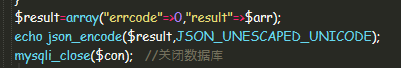 }
$result=array("errcode"=>0,"result"=>$arr);
echo json_encode($result,JSON_UNESCAPED_UNICODE);
mysqli_close($con);  //关闭数据库